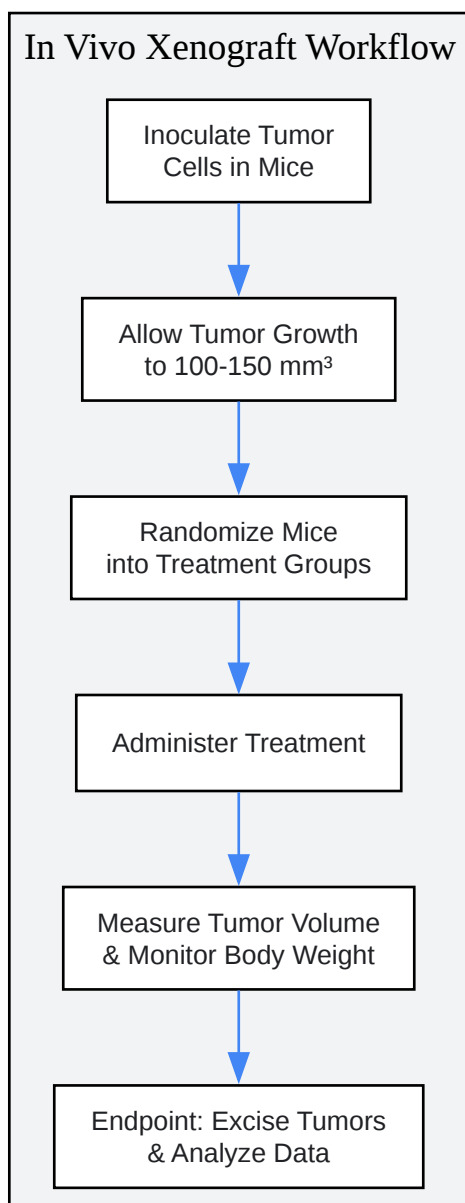 In Vivo Xenograft Workflow
Inoculate Tumor
Cells in Mice
Allow Tumor Growth
to 100-150 mm³
Randomize Mice
into Treatment Groups
Administer Treatment
Measure Tumor Volume
& Monitor Body Weight
Endpoint: Excise Tumors
& Analyze Data